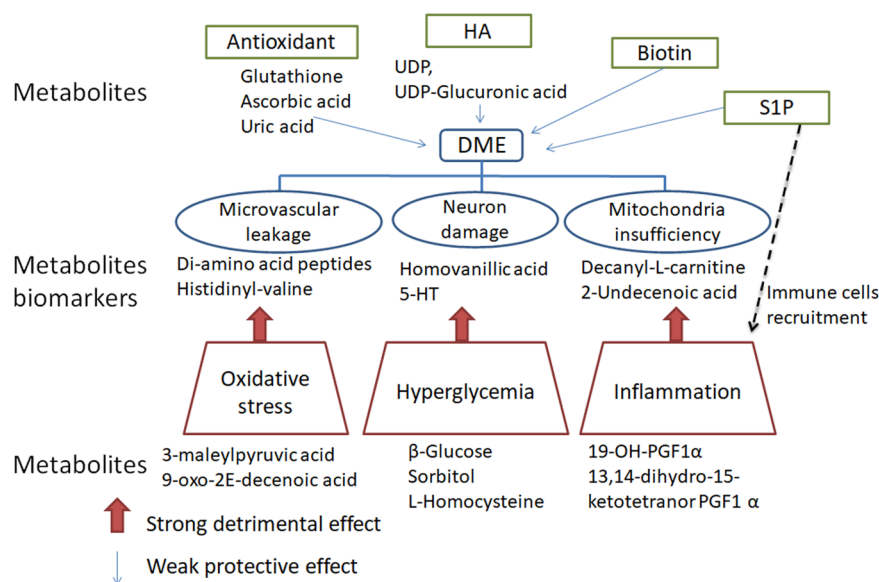 Metabolites
Antioxidant
Glutathione
Ascorbic acid
Uric acid
HA
UDP,
UDP-Glucuronic acid
Biotin
S1P
DME
Microvascular
leakage
Neuron
damage
Mitochondria
insufficiency
Metabolites
biomarkers
Di-amino acid peptides
Histidinyl-valine
Homovanillic acid
5-HT
Decanyl-L-carnitine
2-Undecenoic acid
Immune cells
recruitment
Oxidative
stress
Hyperglycemia
Inflammation
Metabolites
3-maleylpyruvic acid
9-oxo-2E-decenoic acid
β-Glucose
Sorbitol
L-Homocysteine
19-OH-PGF1α
13,14-dihydro-15-
ketotetranor PGF1 α
Strong detrimental effect
Weak protective effect